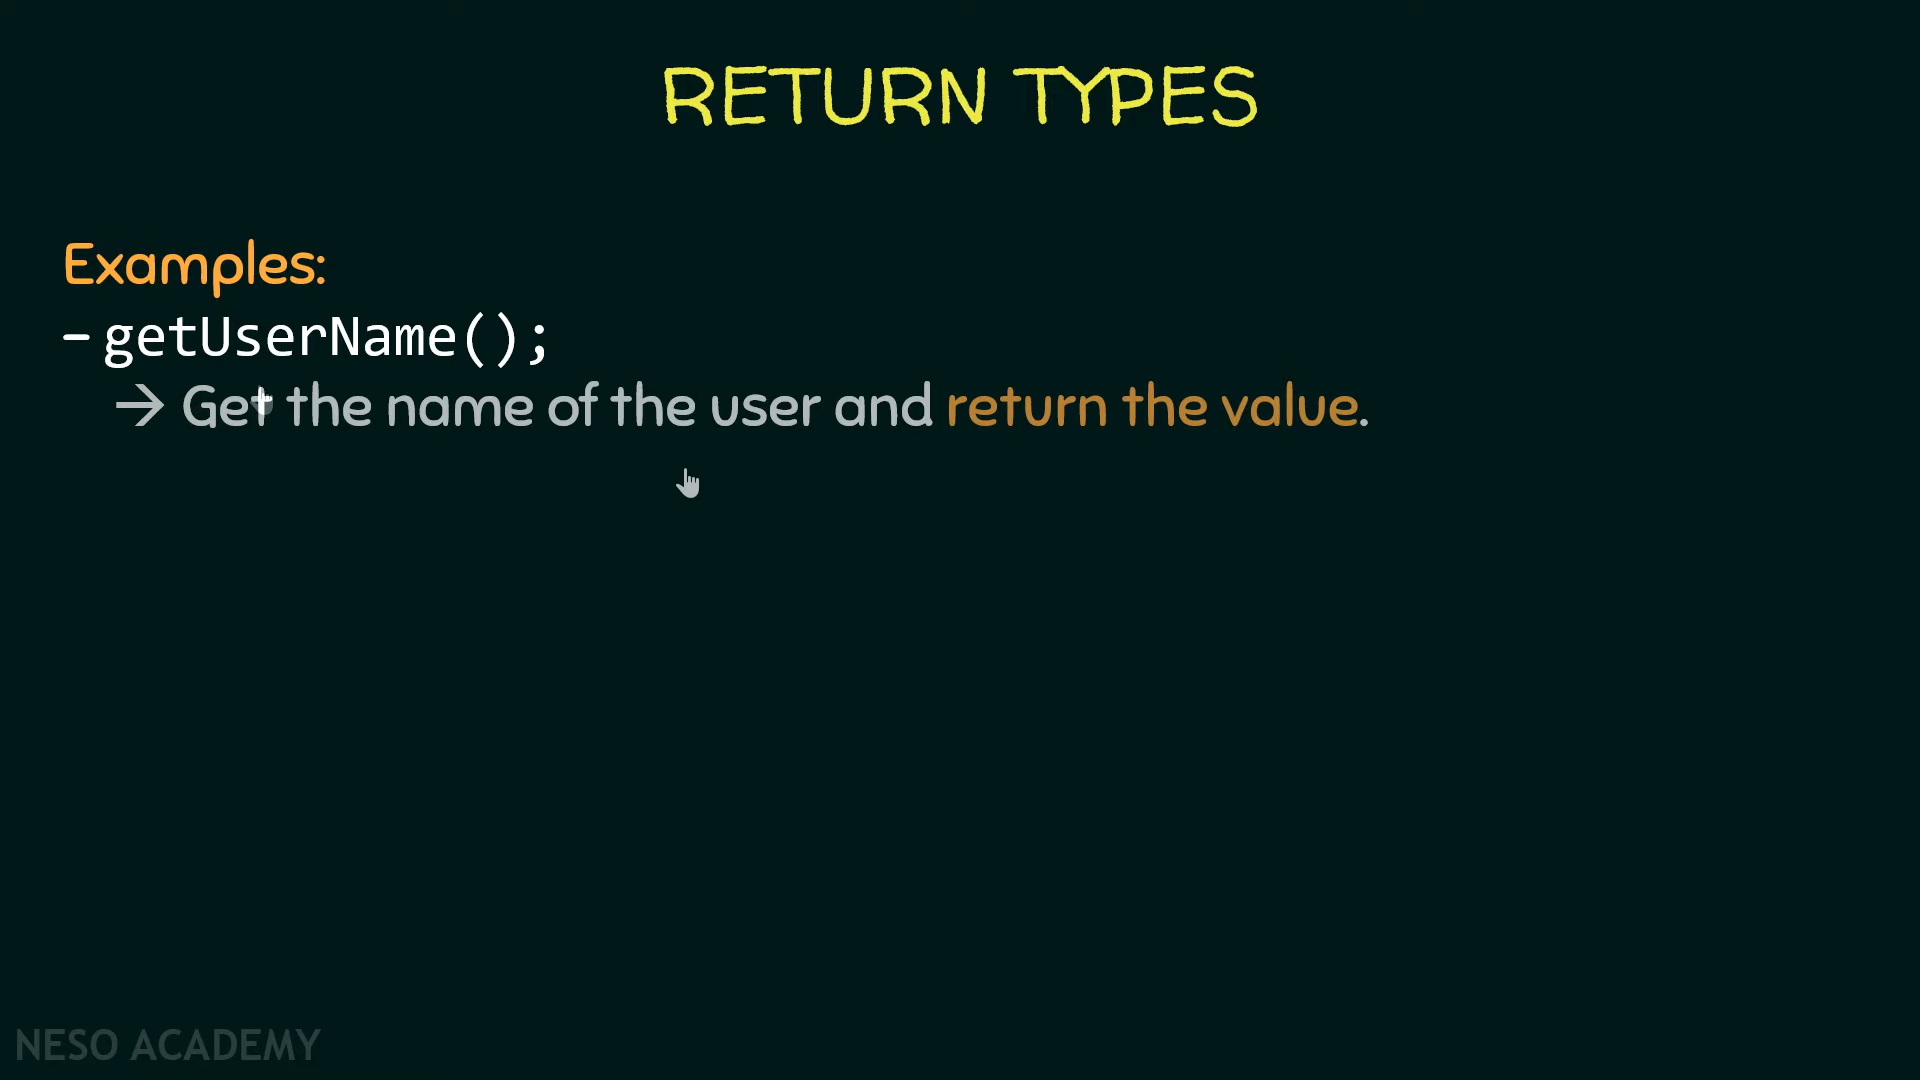 RETURN TYPES
Examples:
– getUserName();
→ Get the name of the user and return the value.
NESO ACADEMY